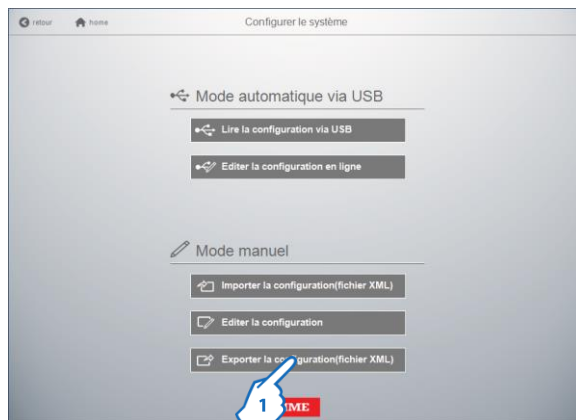 retour home Configurer le système
Mode automatique via USB
Lire la configuration via USB
Editer la configuration en ligne
Mode manuel
Importer la configuration(fichier XML)
Editer la configuration
Exporter la configuration(fichier XML)
1